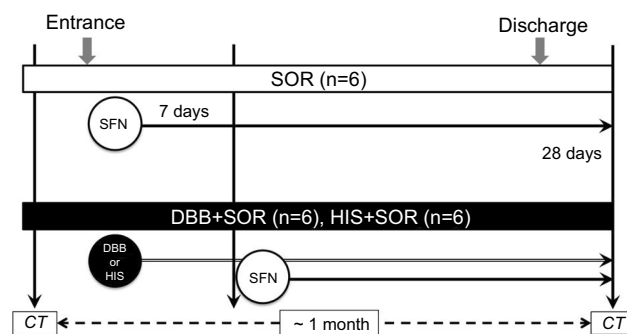 Entrance
Discharge
SOR (n=6)
SFN
7 days
28 days
DBB+SOR (n=6), HIS+SOR (n=6)
DBB
or
HIS
SFN
CT
~ 1 month
CT